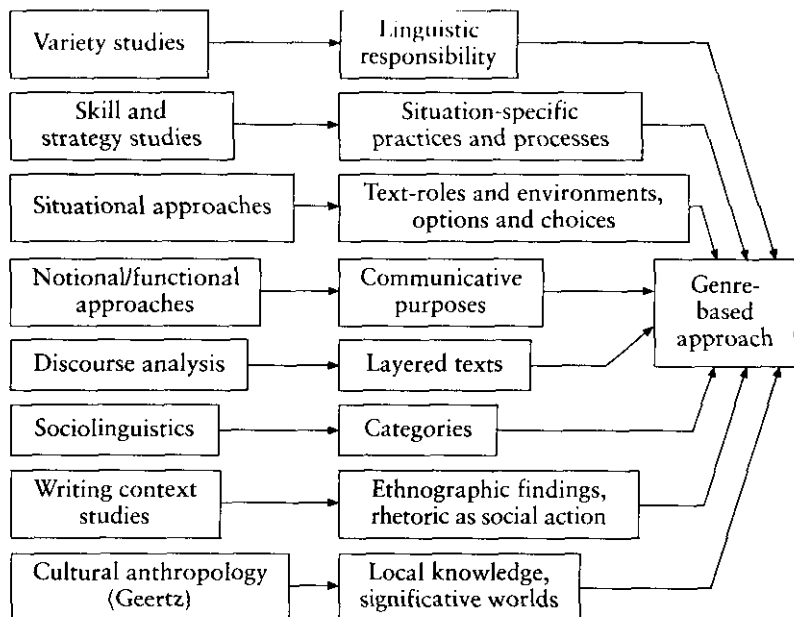 Variety studies
Linguistic
responsibility
Skill and
strategy studies
Situation-specific
practices and processes
Situational approaches
Text-roles and environments,
options and choices
Notional/functional
approaches
Communicative
purposes
Genre-
based
approach
Discourse analysis
Layered texts
Sociolinguistics
Categories
Writing context
studies
Ethnographic findings,
rhetoric as social action
Cultural anthropology
(Geertz)
Local knowledge,
significative worlds